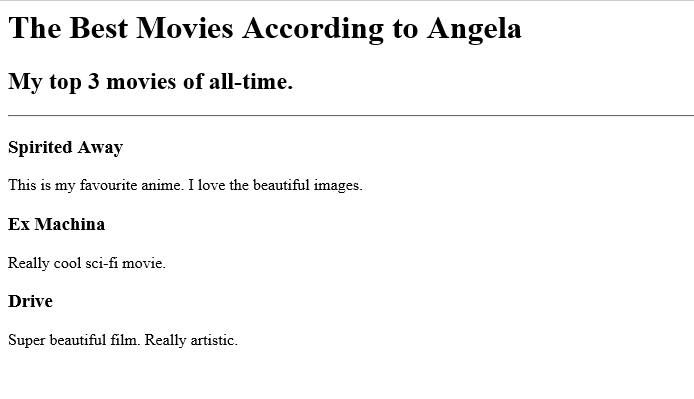 The Best Movies According to Angela
My top 3 movies of all-time.
Spirited Away
This is my favourite anime. I love the beautiful images.
Ex Machina
Really cool sci-fi movie.
Drive
Super beautiful film. Really artistic.